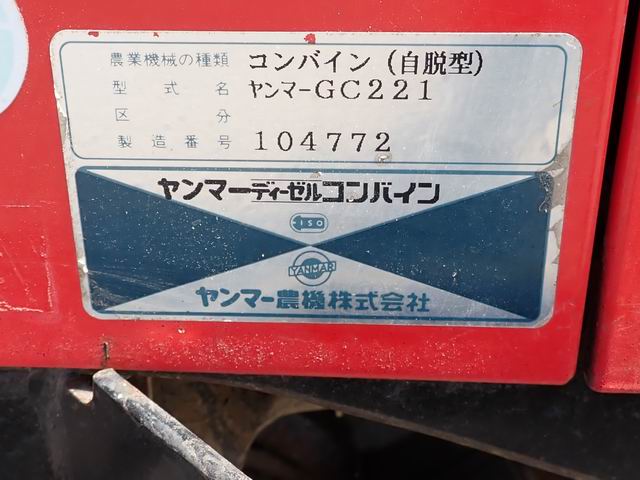 農業機械の種類 コンバイン(自脱型)
型式名 ヤンマーGC221
区分
製造番号 104772
ヤンマーディーゼルコンバイン
ISO
YANMAR
ヤンマー農機株式会社